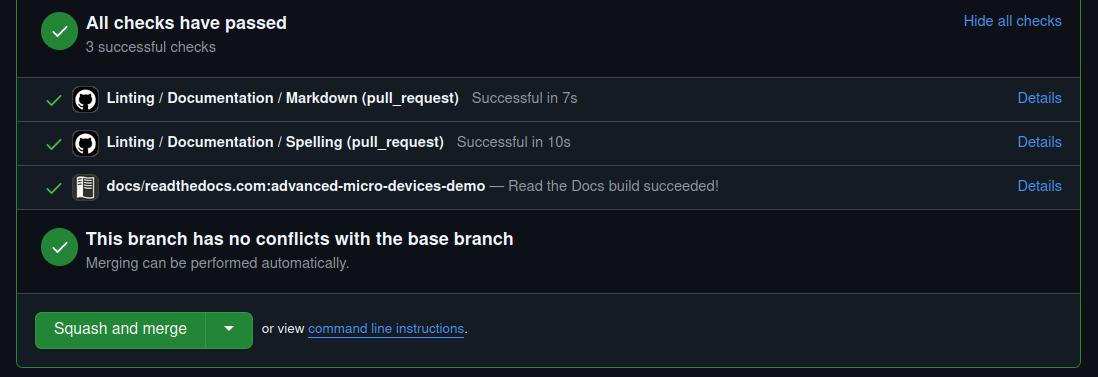 All checks have passed
Hide all checks
3 successful checks
Linting / Documentation / Markdown (pull_request) Successful in 7s Details
Linting / Documentation / Spelling (pull_request) Successful in 10s Details
docs/readthedocs.com:advanced-micro-devices-demo — Read the Docs build succeeded! Details
This branch has no conflicts with the base branch
Merging can be performed automatically.
Squash and merge or view command line instructions.